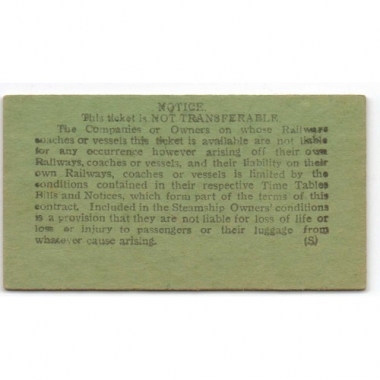 NOTICE.
This ticket is NOT TRANSFERABLE
The Companies or Owners on whose Railways
coaches or vessels this ticket is available are not liable
for any occurrence however arising off their own
Railways, coaches or vessels, and their liability on their
own Railways, coaches or vessels is limited by the
conditions contained in their respective Time Tables
Bills and Notices, which form part of the terms of this
contract. Included in the Steamship Owners' conditions
is a provision that they are not liable for loss of life or
loss or injury to passengers or their luggage from
whatever cause arising. (S)